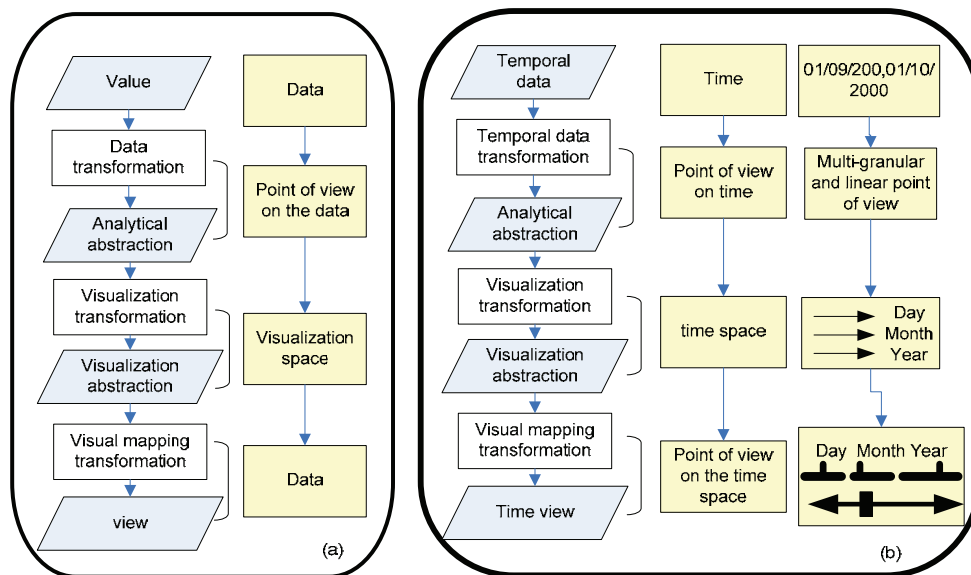 Value
Data
transformation
Analytical
abstraction
Visualization
transformation
Visualization
abstraction
Visual mapping
transformation
view
Data
Point of view
on the data
Visualization
space
Data
(a)
Temporal
data
Temporal data
transformation
Analytical
abstraction
Visualization
transformation
Visualization
abstraction
Visual mapping
transformation
Time view
Time
Point of view
on time
time space
Point of view
on the time
space
01/09/200,01/10/
2000
Multi-granular
and linear point
of view
Day
Month
Year
Day Month Year
(b)